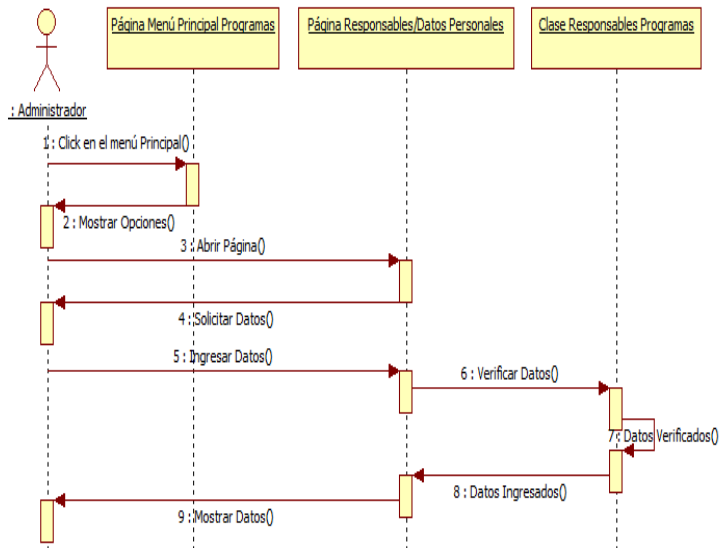 Página Menú Principal Programas
Página Responsables/Datos Personales
Clase Responsables Programas
: Administrador
1 : Click en el menú Principal()
2 : Mostrar Opciones()
3 : Abrir Página()
4 : Solicitar Datos()
5 : Ingresar Datos()
6 : Verificar Datos()
7 : Datos Verificados()
8 : Datos Ingresados()
9 : Mostrar Datos()